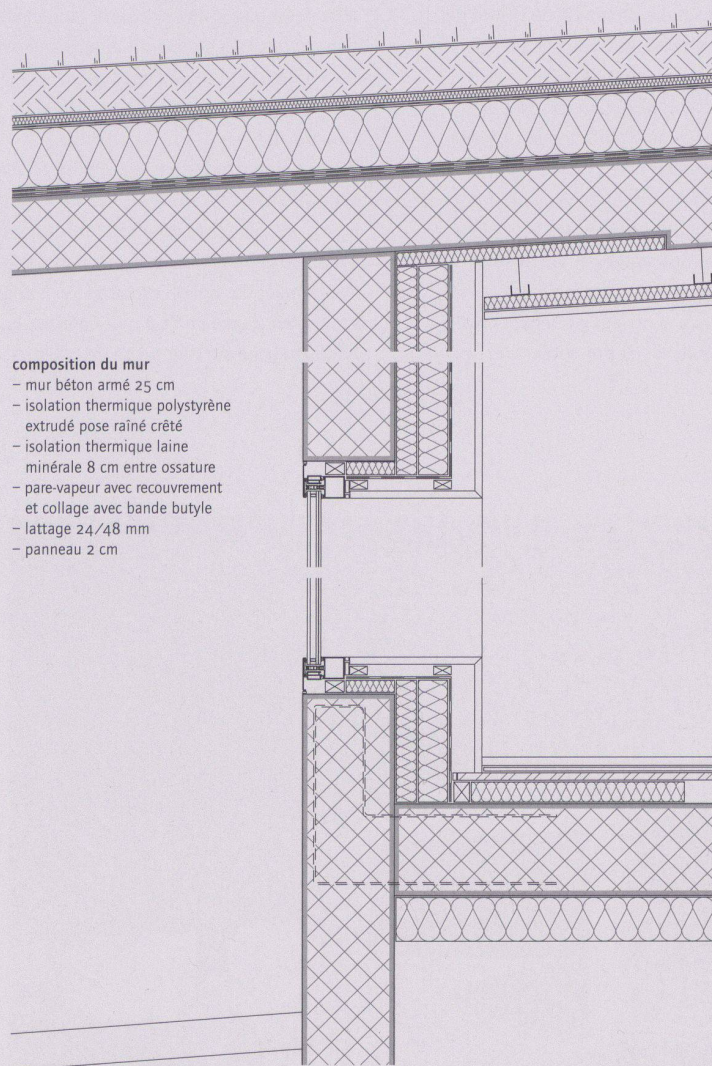 composition du mur
– mur béton armé 25 cm
– isolation thermique polystyrène
extrudé pose raîné crêté
– isolation thermique laine
minérale 8 cm entre ossature
– pare-vapeur avec recouvrement
et collage avec bande butyle
– lattage 24/48 mm
– panneau 2 cm